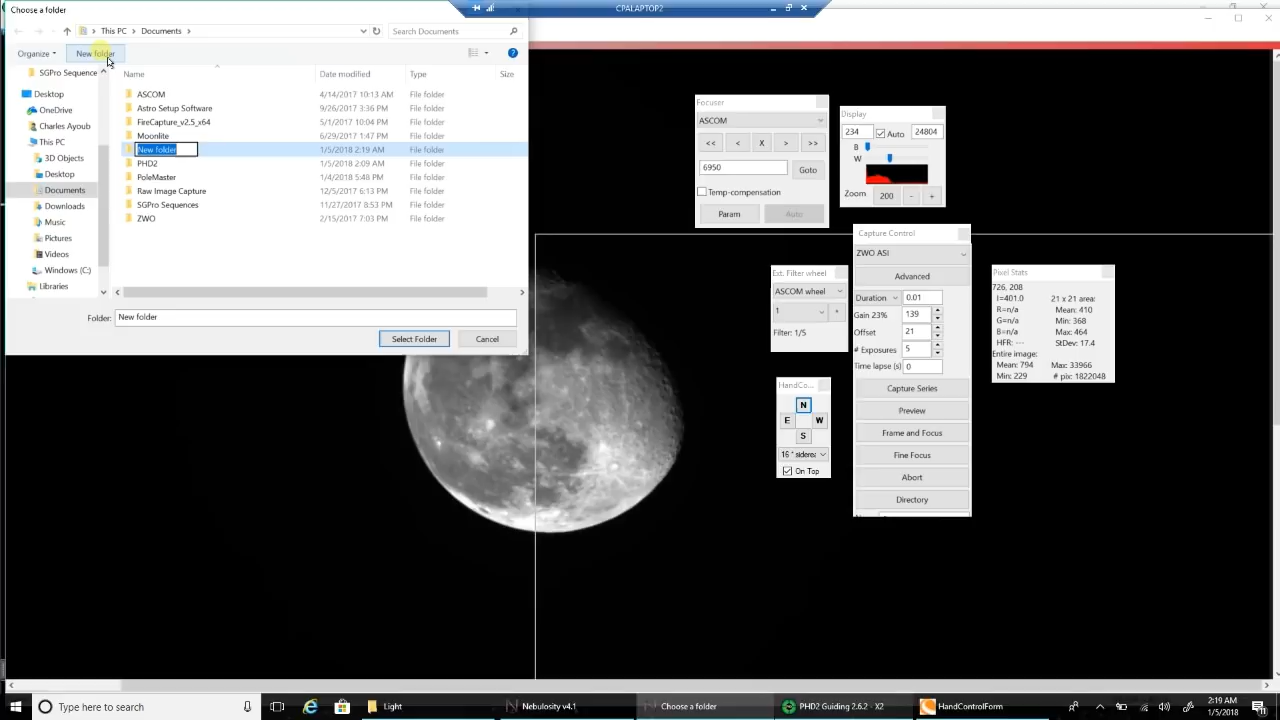 Choose a folder
CPALAPTOP2
This PC
Documents
Search Documents
Organize
New folder
SGPro Sequence
Desktop
OneDrive
Charles Ayoub
This PC
3D Objects
Desktop
Documents
Downloads
Music
Pictures
Videos
Windows (C:)
Libraries
Name Date modified Type Size
ASCOM 4/14/2017 10:13 AM File folder
Astro Setup Software 9/26/2017 3:36 PM File folder
FireCapture_v2.5_x64 5/1/2017 10:04 PM File folder
Moonlite 6/29/2017 1:47 PM File folder
New folder 1/5/2018 2:19 AM File folder
PHD2 1/5/2018 2:09 AM File folder
PoleMaster 1/4/2018 5:48 PM File folder
Raw Image Capture 12/5/2017 6:13 PM File folder
SGPro Sequences 11/27/2017 8:53 PM File folder
ZWO 2/15/2017 7:03 PM File folder
Folder: New folder
Select Folder Cancel
Focuser
ASCOM
<< < X > >>
6950 Goto
Temp-compensation
Param Auto
Display
234 Auto 24804
B
W
Zoom 200 - +
Ext. Filter wheel
ASCOM wheel
1 *
Filter: 1/5
HandCo...
N
E W
S
16 * siderea
On Top
Capture Control
ZWO ASI
Advanced
Duration 0.01
Gain 23% 139
Offset 21
# Exposures 5
Time lapse (s) 0
Capture Series
Preview
Frame and Focus
Fine Focus
Abort
Directory
Pixel Stats
726, 208
I=401.0 21 x 21 area:
R=n/a Mean: 410
G=n/a Min: 368
B=n/a Max: 464
HFR: --- StDev: 17.4
Entire image:
Mean: 794 Max: 33966
Min: 229 # pix: 1822048
Type here to search
Light
Nebulosity v4.1
Choose a folder
PHD2 Guiding 2.6.2 - X2
HandControlForm
2:19 AM
1/5/2018